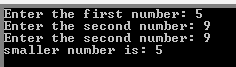 Enter the first number: 5
Enter the second number: 9
Enter the second number: 9
smaller number is: 5